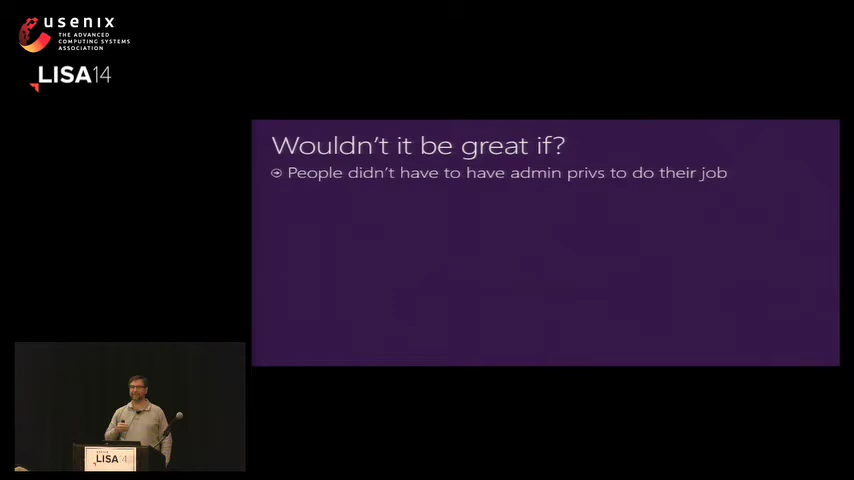 usenix
THE ADVANCED
COMPUTING SYSTEMS
ASSOCIATION
LISA14
Wouldn't it be great if?
People didn't have to have admin privs to do their job
LISA14